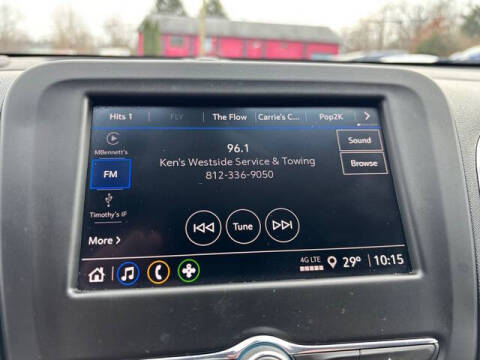 Hits 1 FLY The Flow Carrie's C... Pop2K
96.1
Sound
MBennett's
Ken's Westside Service & Towing
Browse
FM
812-336-9050
Timothy's iF
Tune
More
4G LTE 29° 10:15